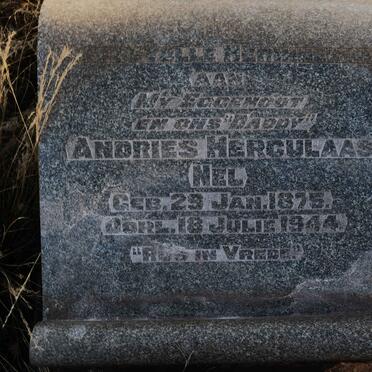 AAN
MY EGGENOOT
EN ONS "DADDY"
ANDRIES HERCULAAS
NEL
GEB. 29 JAN. 1875.
OORL. 18 JULIE 1944.
"RUS IN VREDE."